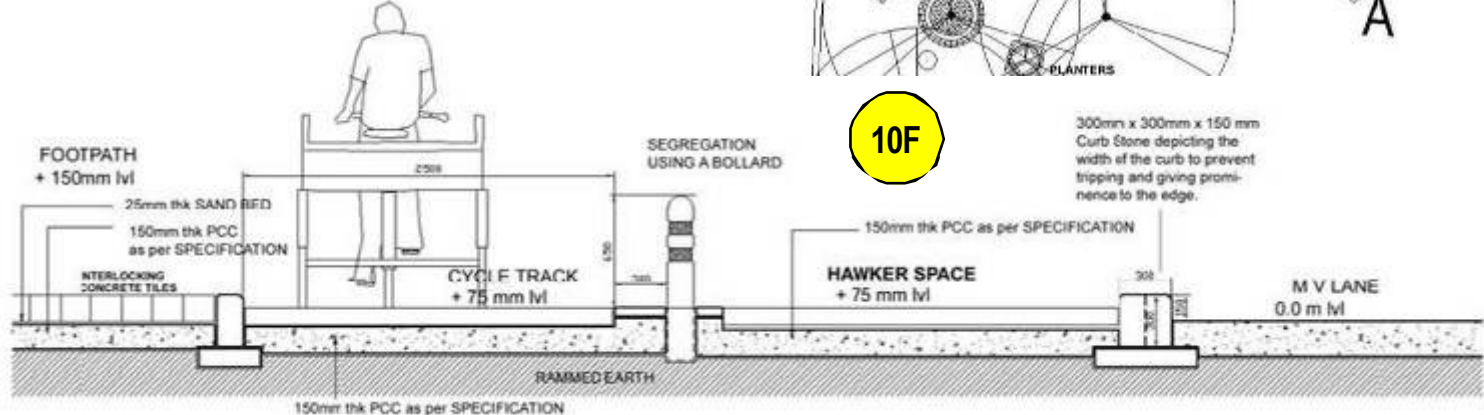 A
PLANTERS
10F
FOOTPATH
+ 150mm lvl
25mm thk SAND BED
150mm thk PCC
as per SPECIFICATION
NTERLOCKING
CONCRETE TILES
2500
CYCLE TRACK
+ 75 mm lvl
SEGREGATION
USING A BOLLARD
HAWKER SPACE
+ 75 mm lvl
150mm thk PCC as per SPECIFICATION
300mm x 300mm x 150 mm
Curb Stone depicting the
width of the curb to prevent
tripping and giving promi-
nence to the edge.
300
150
M V LANE
0.0 m lvl
RAMMED EARTH
150mm thk PCC as per SPECIFICATION